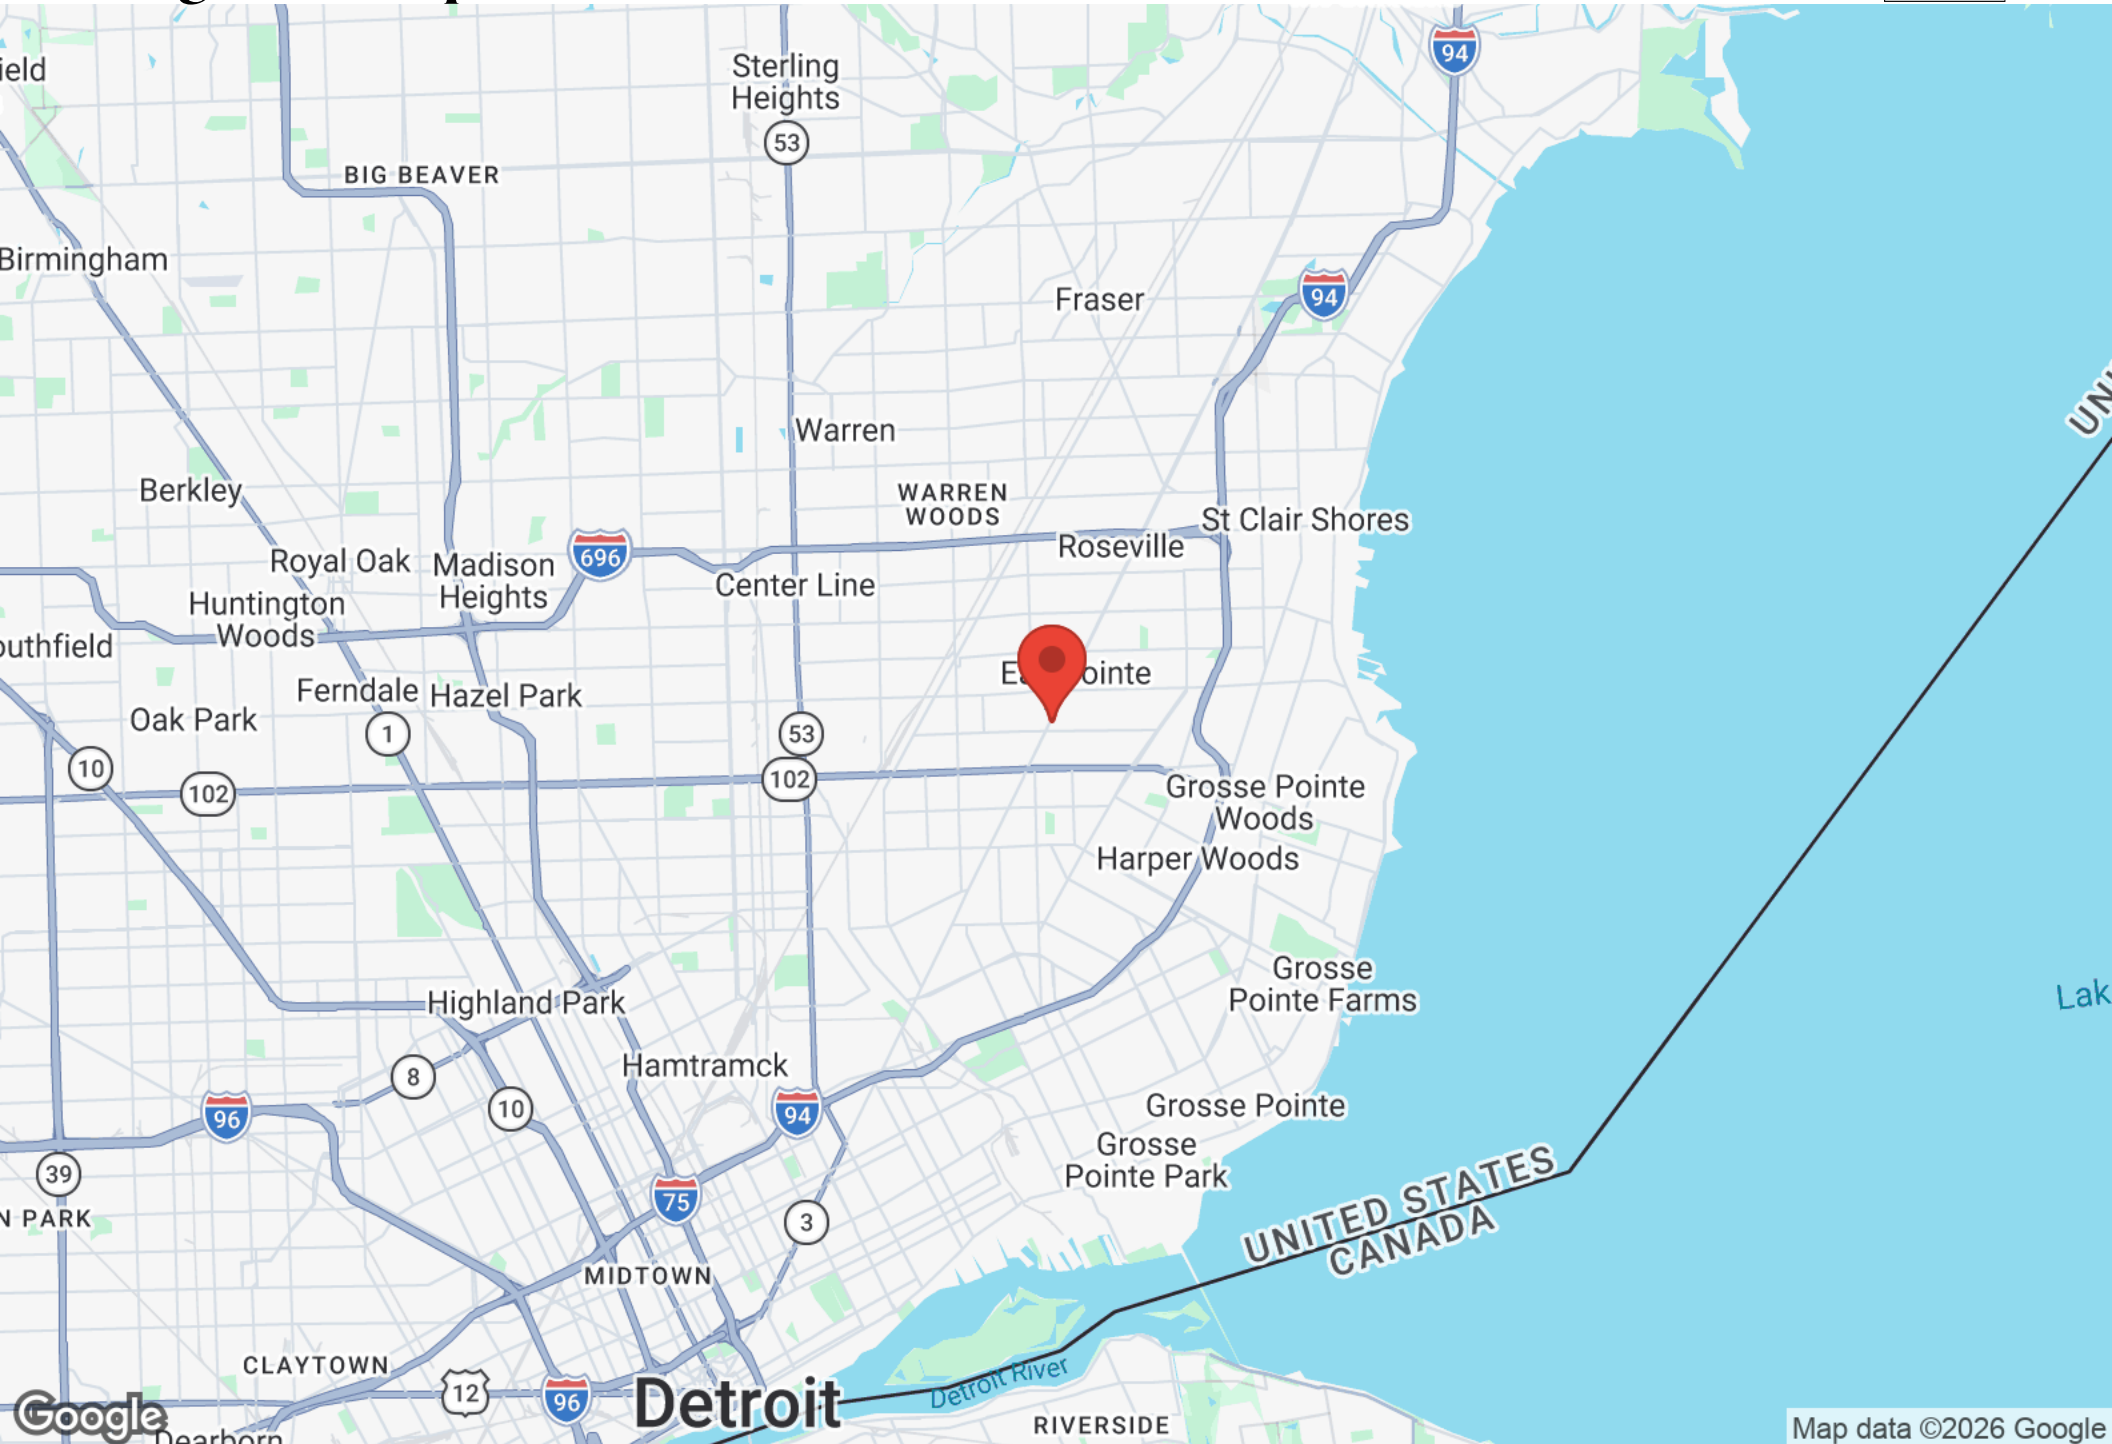 ield
Sterling
Heights
94
53
BIG BEAVER
Birmingham
Fraser
94
UNI
Warren
Berkley
WARREN
WOODS
St Clair Shores
Roseville
Royal Oak
696
Madison
Heights
Center Line
Huntington
Woods
outhfield
Ea ointe
Ferndale
Hazel Park
Oak Park
1
53
10
102
102
Grosse Pointe
Woods
Harper Woods
Grosse
Pointe Farms
Lak
Highland Park
Hamtramck
8
10
96
94
Grosse Pointe
Grosse
Pointe Park
39
75
3
N PARK
UNITED STATES
CANADA
MIDTOWN
CLAYTOWN
12
96
Detroit
Detroit River
RIVERSIDE
Google
Dearborn
Map data ©2026 Google